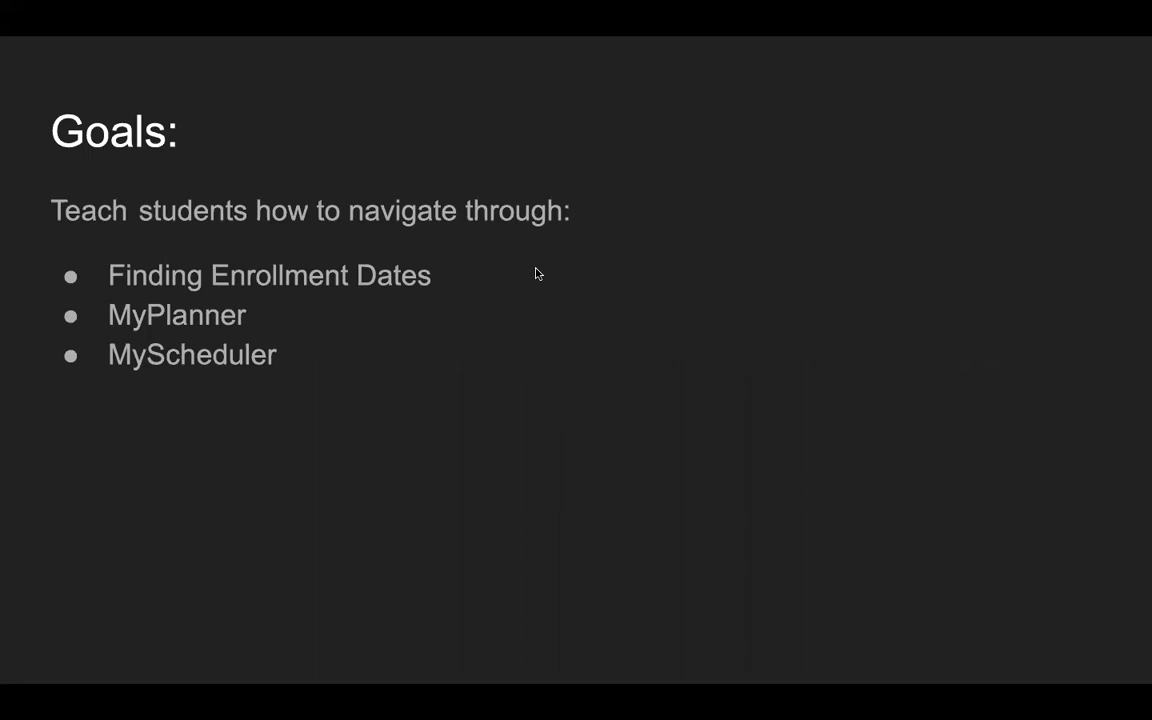 Goals:
Teach students how to navigate through:
● Finding Enrollment Dates
● MyPlanner
● MyScheduler